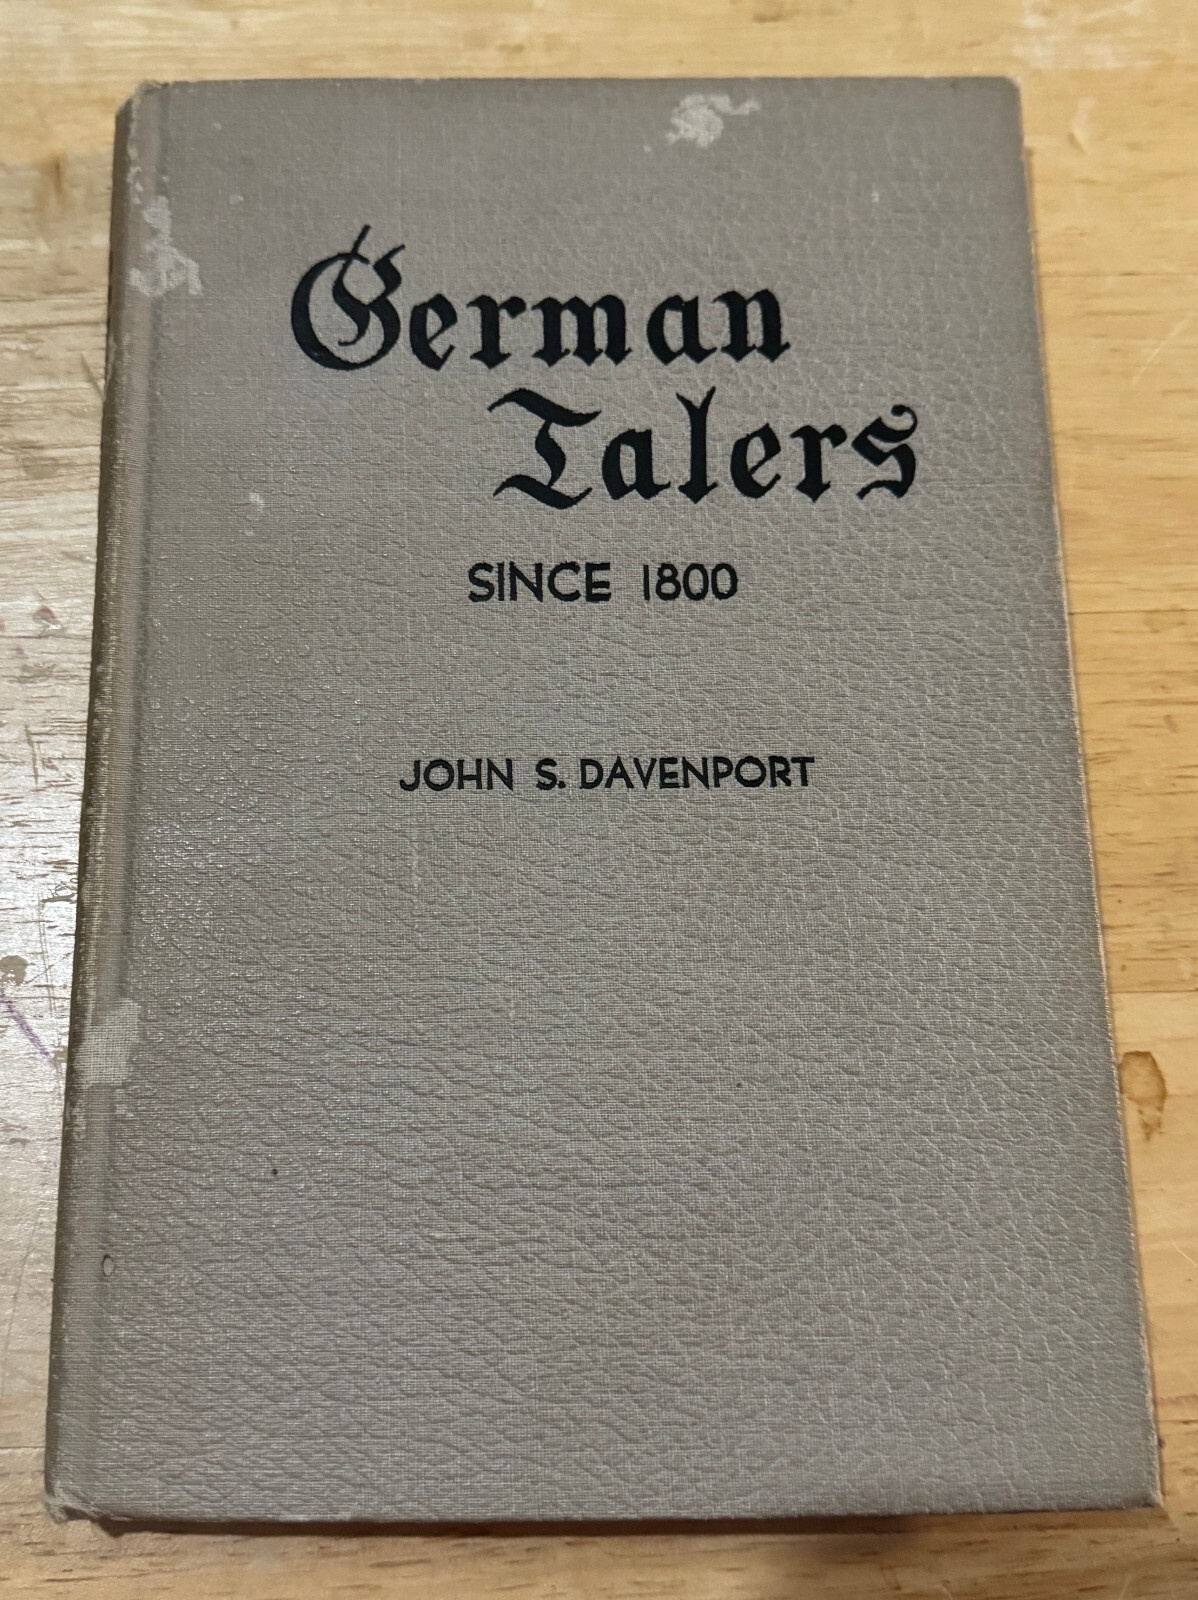 German
Talers
SINCE 1800
JOHN S. DAVENPORT